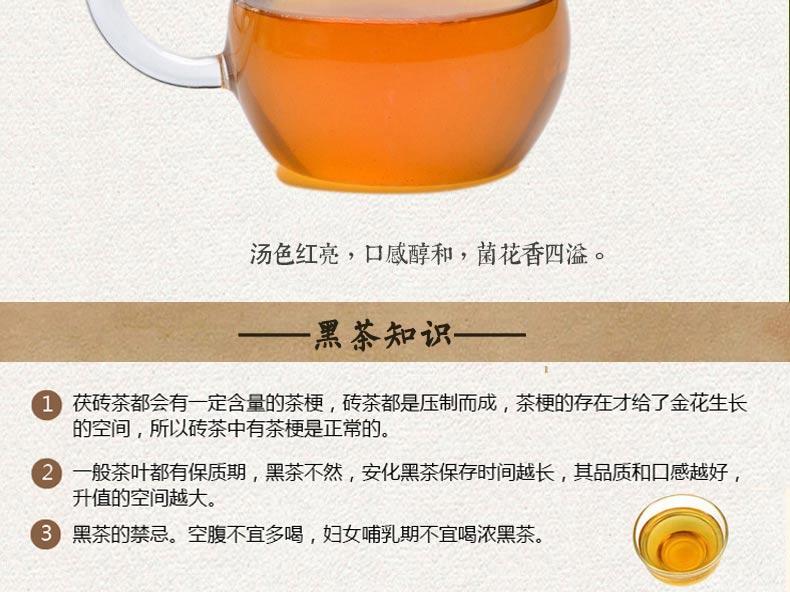 汤色红亮，口感醇和，菌花香四溢。
——黑茶知识——
1 茯砖茶都会有一定含量的茶梗，砖茶都是压制而成，茶梗的存在才给了金花生长
的空间，所以砖茶中有茶梗是正常的。
2 一般茶叶都有保质期，黑茶不然，安化黑茶保存时间越长，其品质和口感越好，
升值的空间越大。
3 黑茶的禁忌。空腹不宜多喝，妇女哺乳期不宜喝浓黑茶。